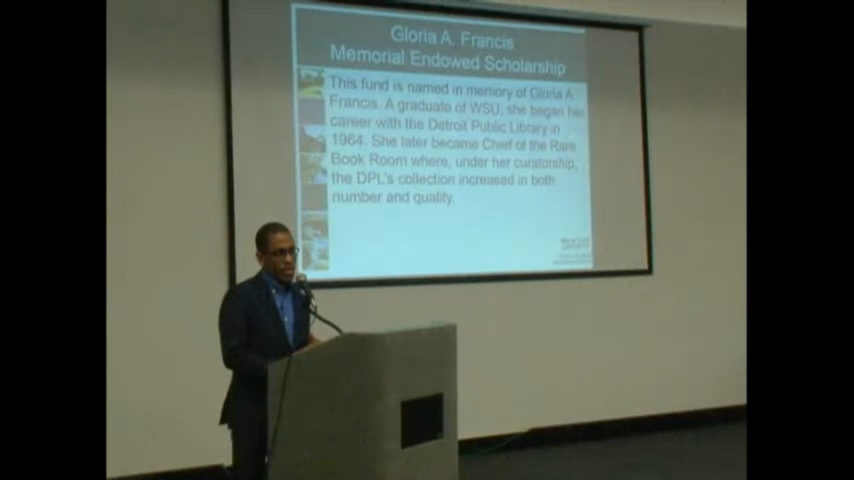 Gloria A. Francis
Memorial Endowed Scholarship
This fund is named in memory of Gloria A.
Francis. A graduate of WSU, she began her
career with the Detroit Public Library in
1964. She later became Chief of the Rare
Book Room where, under her curatorship,
the DPL's collection increased in both
number and quality.